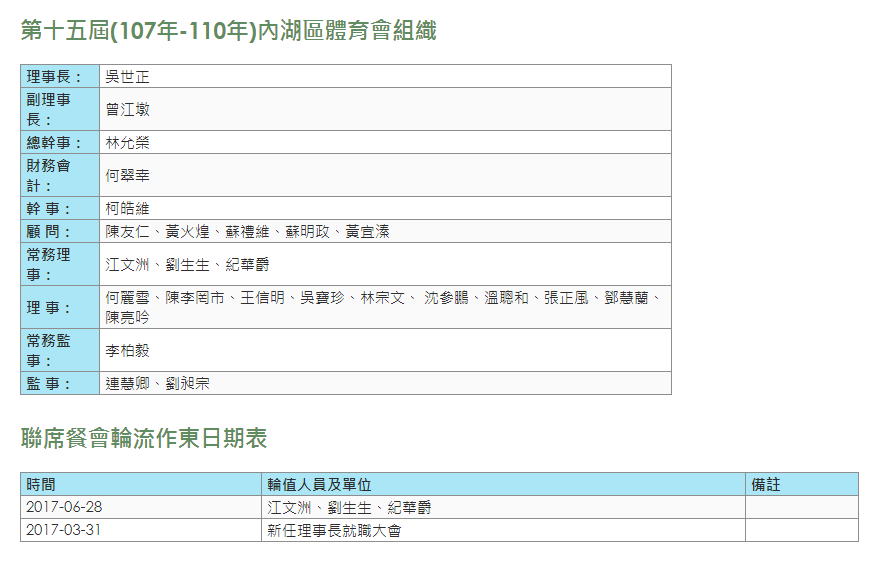 第十五屆(107年-110年)內湖區體育會組織
理事長： 吳世正
副理事
長： 曾江墩
總幹事： 林允榮
財務會
計： 何翠幸
幹 事： 柯皓維
顧 問： 陳友仁、黃火煌、蘇禮維、蘇明政、黃宜溱
常務理
事： 江文洲、劉生生、紀華爵
理 事： 何麗雪、陳李罔市、王信明、吳寶珍、林宗文、 沈參鵬、溫聰和、張正風、鄧慧蘭、
陳亮吟
常務監
事： 李柏毅
監 事： 連慧卿、劉昶宗
聯席餐會輪流作東日期表
時間 輪值人員及單位 備註
2017-06-28 江文洲、劉生生、紀華爵
2017-03-31 新任理事長就職大會